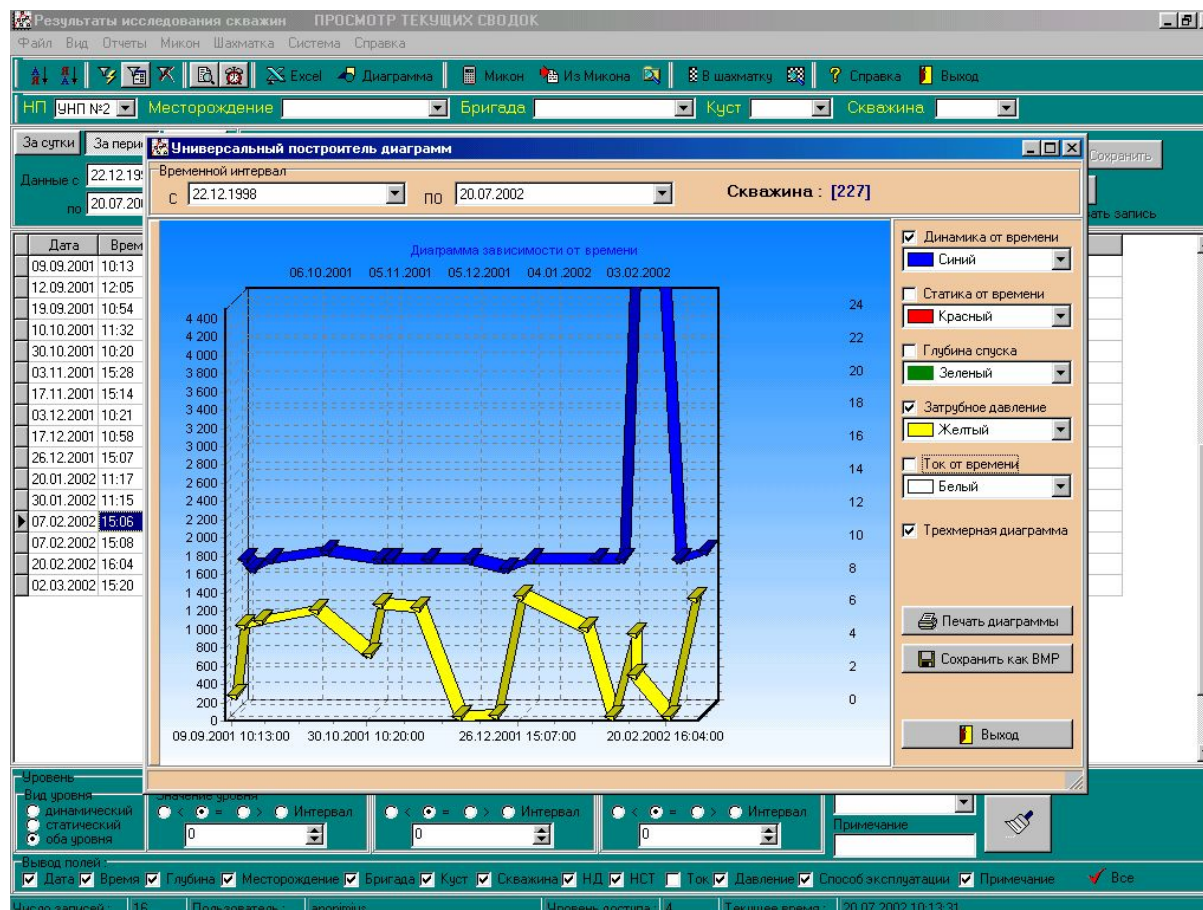 Результаты исследования скважин ПРОСМОТР ТЕКУЩИХ СВОДОК
Файл Вид Отчеты Микон Шахматка Система Справка
Excel Диаграмма Микон Из Микона В шахматку Справка Выход
НП УНП №2 Месторождение Бригада Куст Скважина
За сутки За пери
Сохранить
Данные с 22.12.19
по 20.07.20
ать запись
Универсальный построитель диаграмм
Временной интервал
С 22.12.1998 по 20.07.2002 Скважина : [227]
Дата Врем
09.09.2001 10:13
12.09.2001 12:05
19.09.2001 10:54
10.10.2001 11:32
30.10.2001 10:20
03.11.2001 15:28
17.11.2001 15:14
03.12.2001 10:21
17.12.2001 10:58
26.12.2001 15:07
20.01.2002 11:17
30.01.2002 11:15
07.02.2002 15:06
07.02.2002 15:08
20.02.2002 16:04
02.03.2002 15:20
Диаграмма зависимости от времени
06.10.2001 05.11.2001 05.12.2001 04.01.2002 03.02.2002
4 400
4 200
4 000
3 800
3 600
3 400
3 200
3 000
2 800
2 600
2 400
2 200
2 000
1 800
1 600
1 400
1 200
1 000
800
600
400
200
0
24
22
20
18
16
14
12
10
8
6
4
2
0
09.09.2001 10:13:00 30.10.2001 10:20:00 26.12.2001 15:07:00 20.02.2002 16:04:00
Динамика от времени
Синий
Статика от времени
Красный
Глубина спуска
Зеленый
Затрубное давление
Желтый
Ток от времени
Белый
Трехмерная диаграмма
Печать диаграммы
Сохранить как BMP
Выход
Уровень
Вид уровня
динамический
статический
оба уровня
Значение уровня
< = > Интервал
0
< = > Интервал
0
< = > Интервал
0
Примечание
Вывод полей :
Дата Время Глубина Месторождение Бригада Куст Скважина НД НСТ Ток Давление Способ эксплуатации Примечание Все
Число записей : 16 Пользователь : Уровень доступа : 4 Текущее время : 20.07.2002 10:13:31